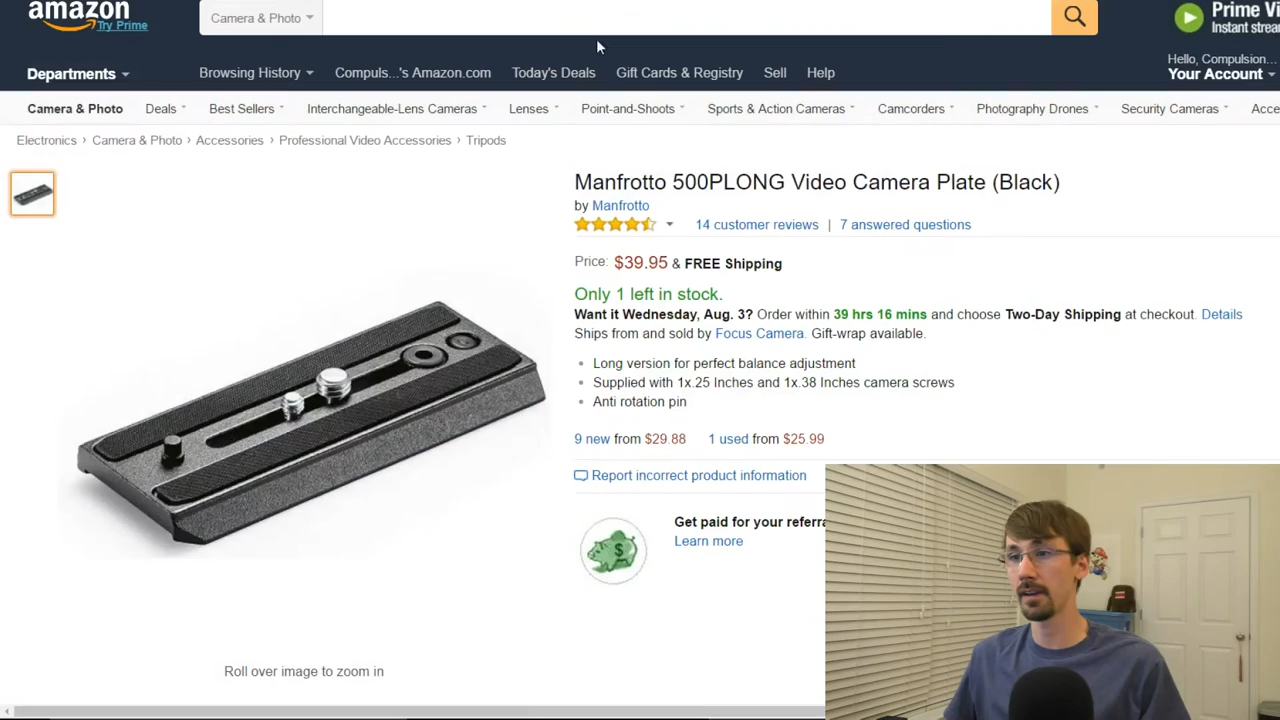 amazon
Try Prime
Camera & Photo
Prime Vi
Instant strea
Departments
Browsing History
Compuls...'s Amazon.com
Today's Deals
Gift Cards & Registry
Sell
Help
Hello, Compulsion...
Your Account
Camera & Photo
Deals
Best Sellers
Interchangeable-Lens Cameras
Lenses
Point-and-Shoots
Sports & Action Cameras
Camcorders
Photography Drones
Security Cameras
Acce
Electronics › Camera & Photo › Accessories › Professional Video Accessories › Tripods
Manfrotto 500PLONG Video Camera Plate (Black)
by Manfrotto
14 customer reviews | 7 answered questions
Price: $39.95 & FREE Shipping
Only 1 left in stock.
Want it Wednesday, Aug. 3? Order within 39 hrs 16 mins and choose Two-Day Shipping at checkout. Details
Ships from and sold by Focus Camera. Gift-wrap available.
• Long version for perfect balance adjustment
• Supplied with 1x.25 Inches and 1x.38 Inches camera screws
• Anti rotation pin
9 new from $29.88 1 used from $25.99
Report incorrect product information
Get paid for your referra
Learn more
Roll over image to zoom in